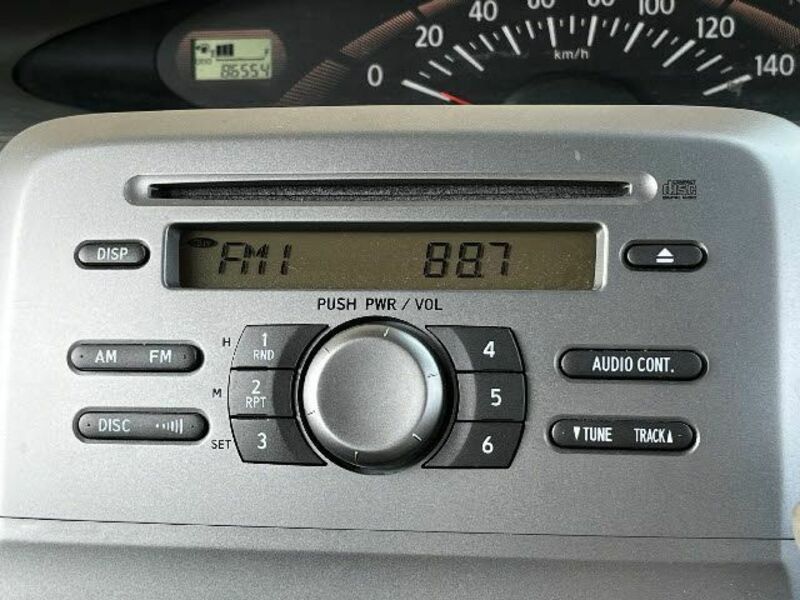 0 20 40 60 80 100 120 140
km/h
ODO 86554
disc
DISP
FM1 88.7
PUSH PWR / VOL
AM FM
H 1 RND
4
AUDIO CONT.
M 2 RPT
5
DISC
SET 3
6
▼TUNE TRACK▲